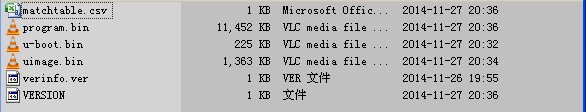 matchtable.csv 1 KB Microsoft Offic... 2014-11-27 20:36
program.bin 11,452 KB VLC media file ... 2014-11-27 20:36
u-boot.bin 225 KB VLC media file ... 2014-11-27 20:32
uimage.bin 1,363 KB VLC media file ... 2014-11-27 20:34
verinfo.ver 1 KB VER 文件 2014-11-26 19:55
VERSION 1 KB 文件 2014-11-27 20:36